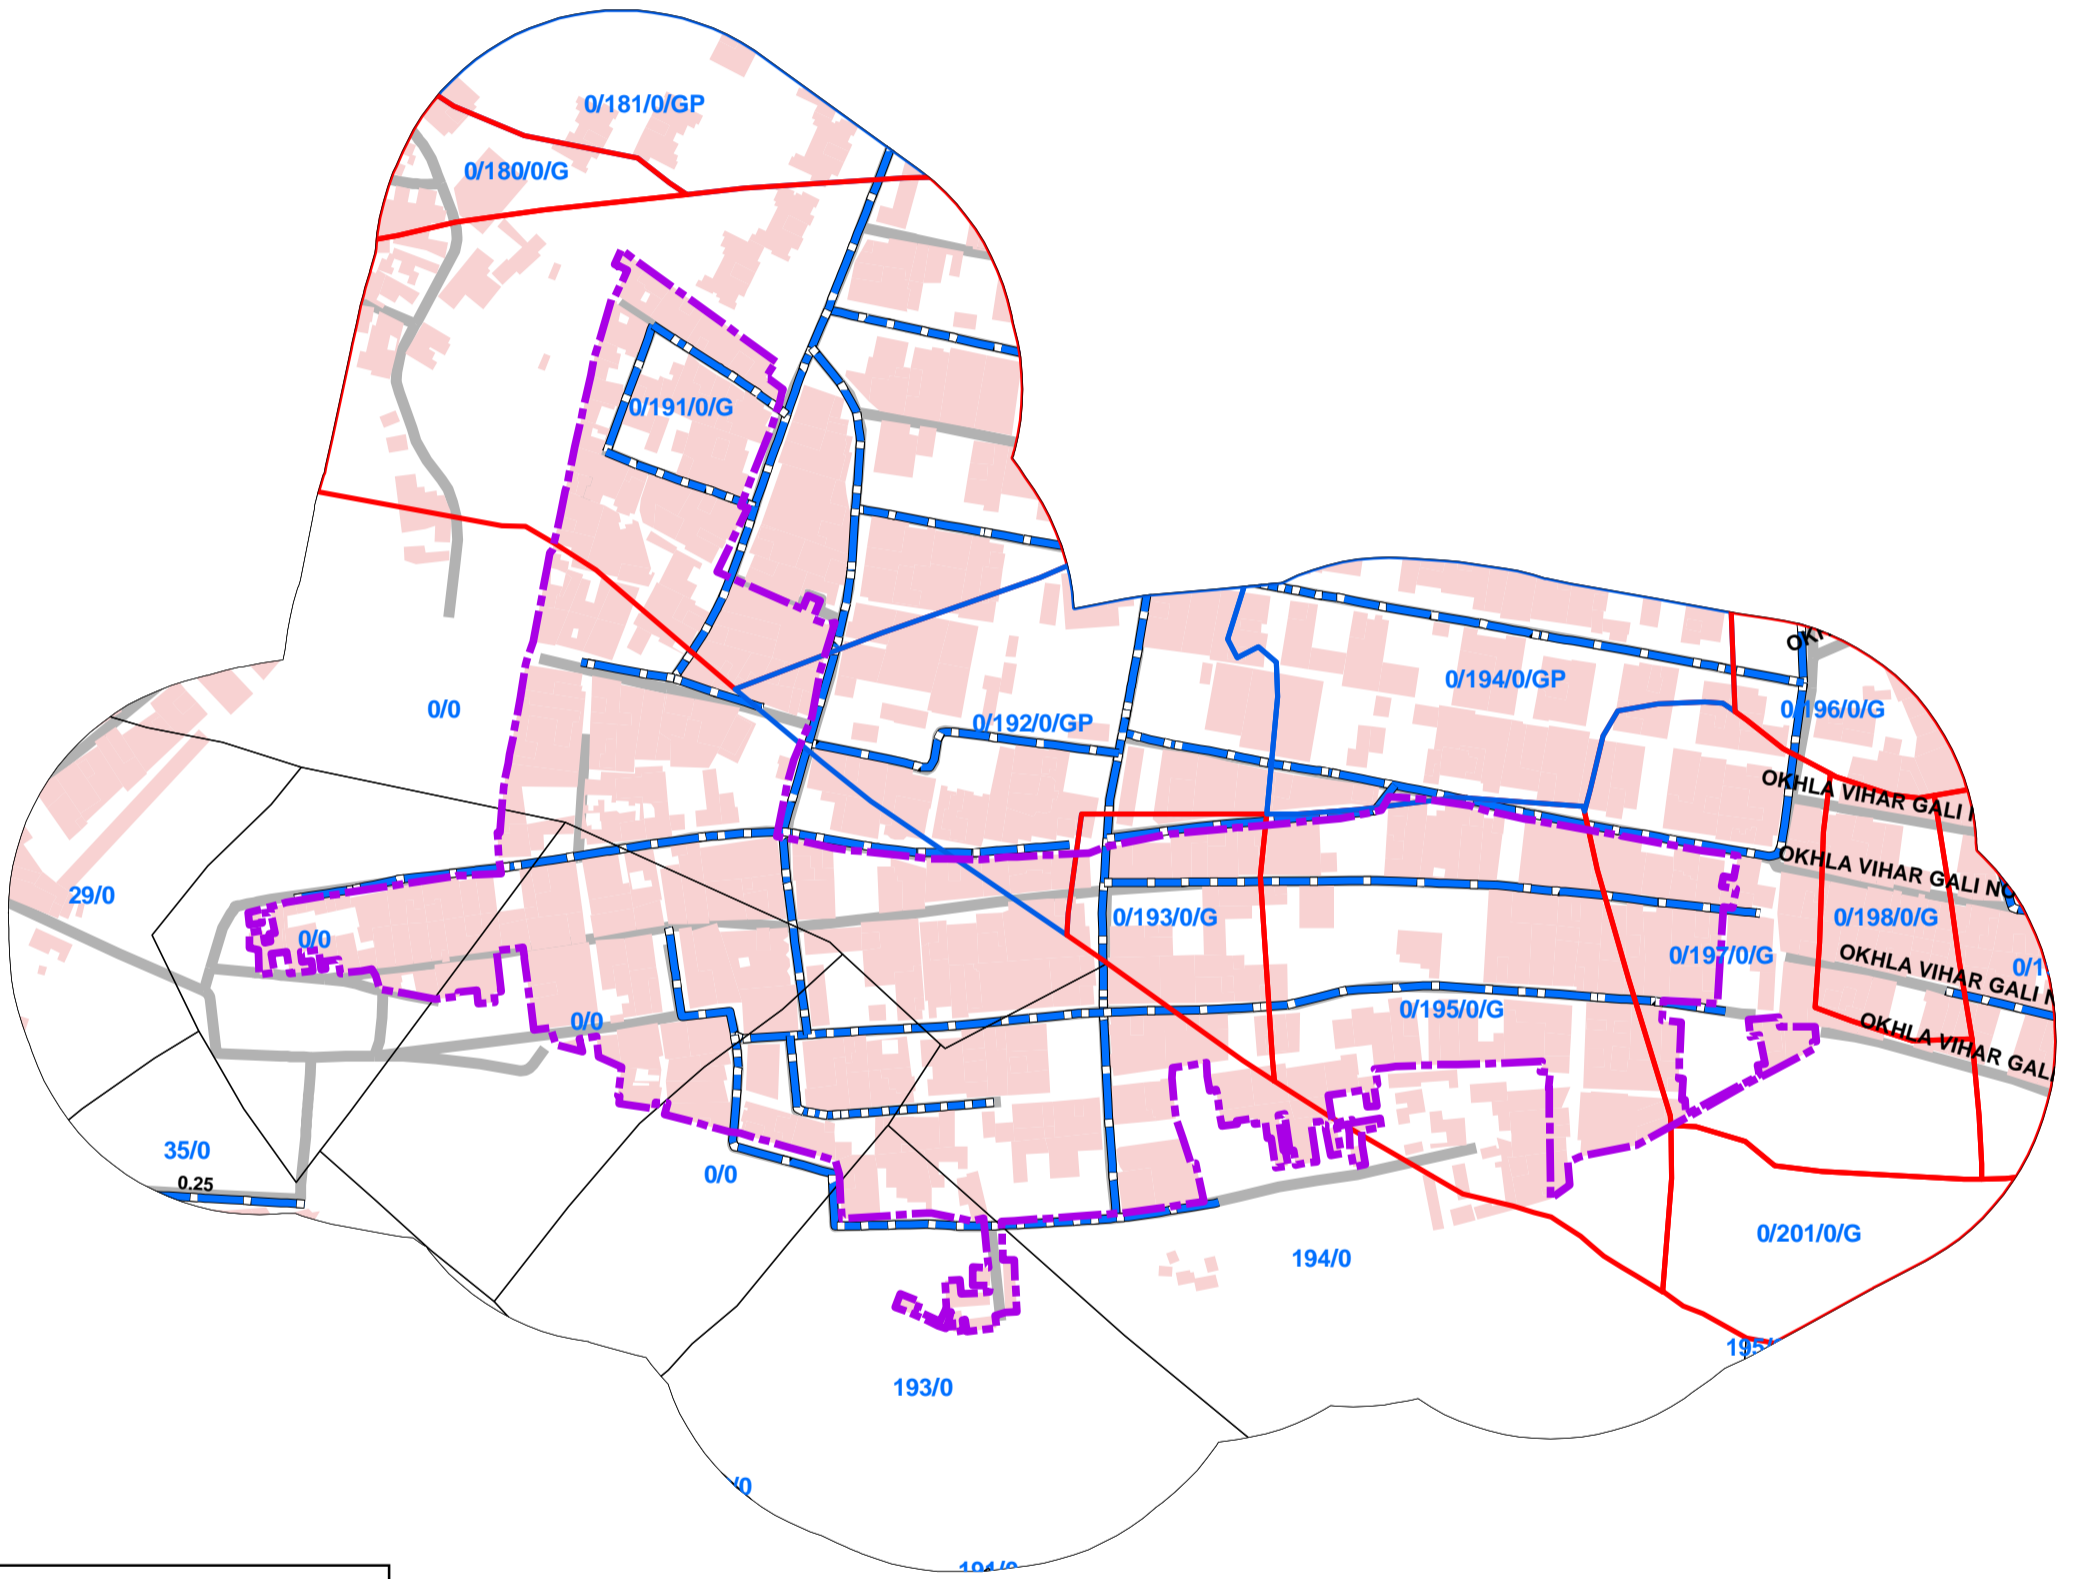 0/181/0/GP
0/180/0/G
0/191/0/G
0/194/0/GP
0/0
0/196/0/G
0/192/0/GP
OKHLA VIHAR GALI
OKHLA VIHAR GALI NO
29/0
0/193/0/G
0/198/0/G
0/0
0/197/0/G
OKHLA VIHAR GALI
0/195/0/G
0/0
OKHLA VIHAR GALI
35/0
0/0
0.25
0/201/0/G
194/0
193/0